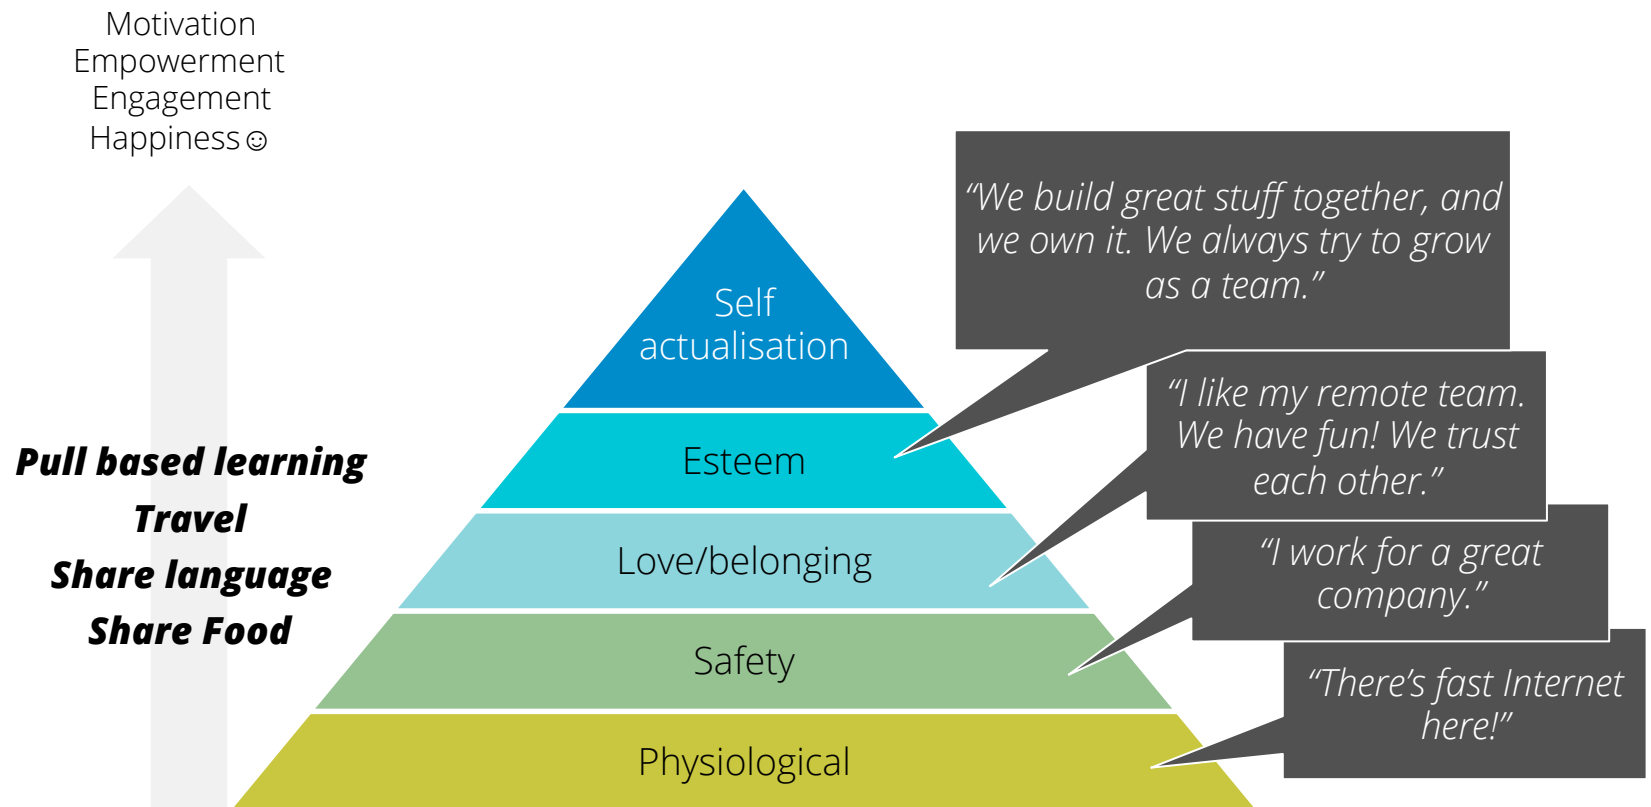 Motivation
Empowerment
Engagement
Happiness☺
Pull based learning
Travel
Share language
Share Food
Self
actualisation
Esteem
Love/belonging
Safety
Physiological
“We build great stuff together, and
we own it. We always try to grow
as a team.”
“I like my remote team.
We have fun! We trust
each other.”
“I work for a great
company.”
“There’s fast Internet
here!”